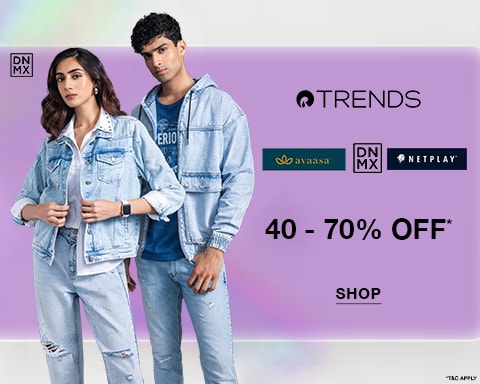 DN
MX
TRENDS
avaasa
DN
MX
NETPLAY
40 - 70% OFF*
SHOP
*T&C APPLY